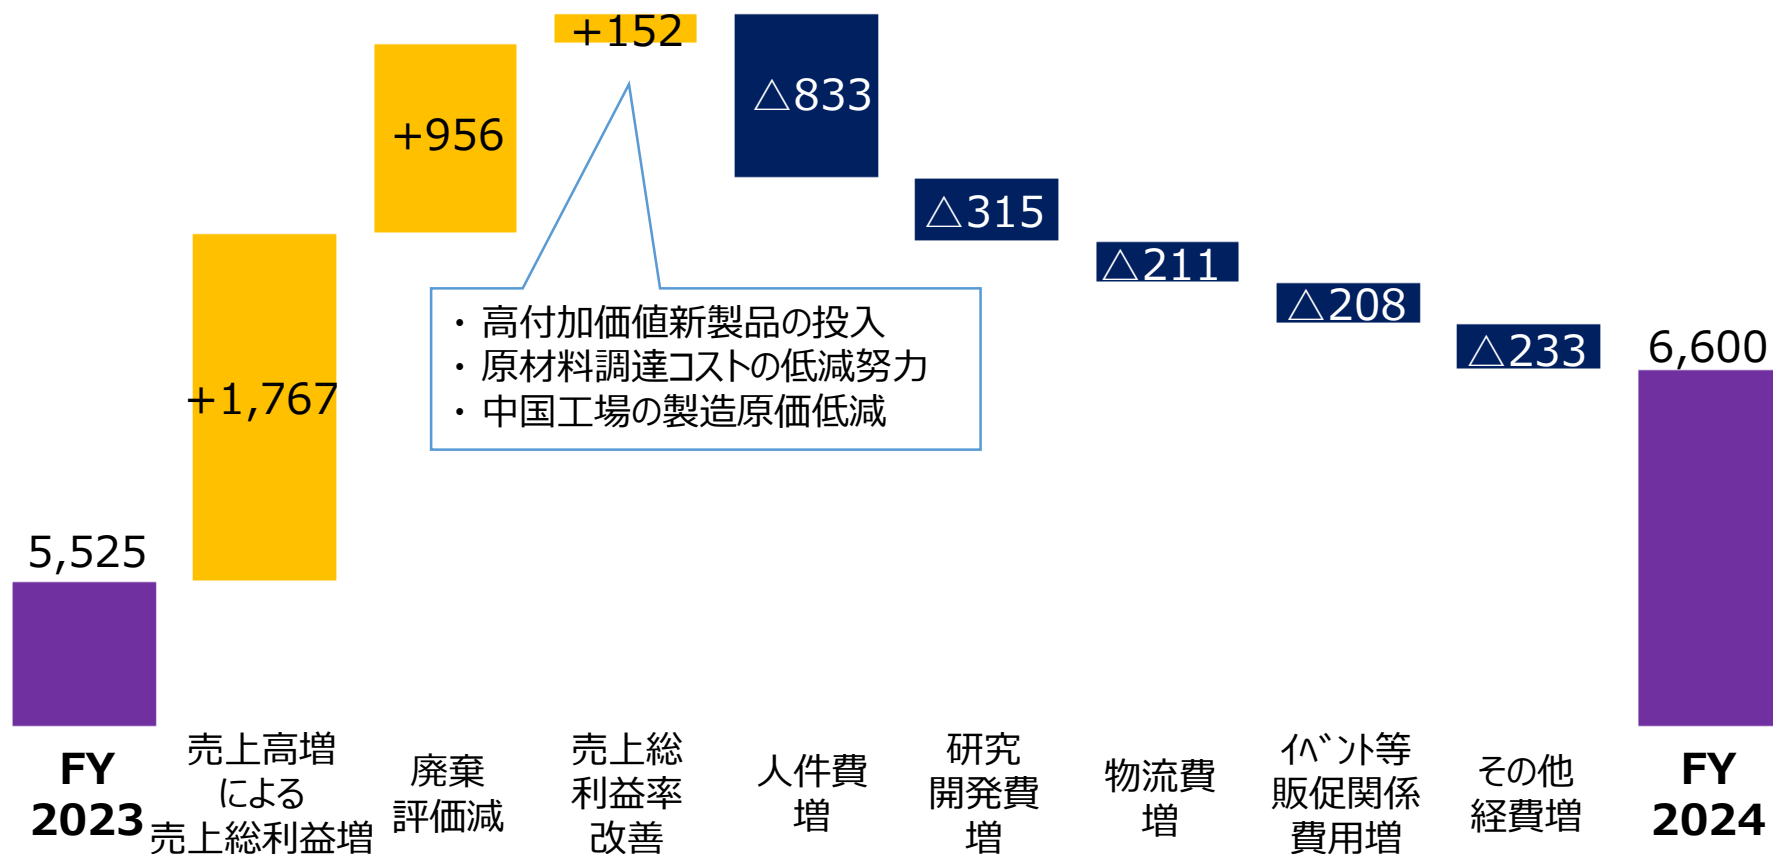 +152
△833
+956
△315
△211
△208
△233
6,600
・ 高付加価値新製品の投入
・ 原材料調達コストの低減努力
・ 中国工場の製造原価低減
+1,767
5,525
FY
2023
売上高増
による
売上総利益増
廃棄
評価減
売上総
利益率
改善
人件費
増
研究
開発費
増
物流費
増
ｲﾍﾞﾝﾄ等
販促関係
費用増
その他
経費増
FY
2024